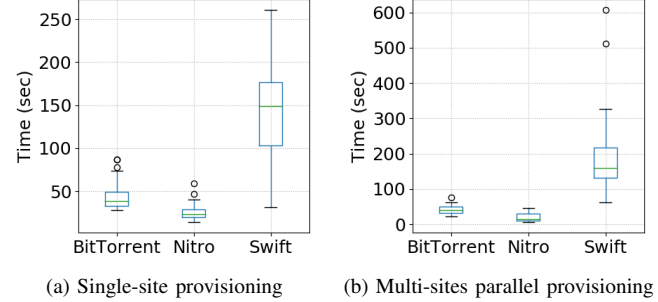 250
200
150
100
50
Time (sec)
BitTorrent Nitro Swift
(a) Single-site provisioning
600
500
400
300
200
100
0
Time (sec)
BitTorrent Nitro Swift
(b) Multi-sites parallel provisioning